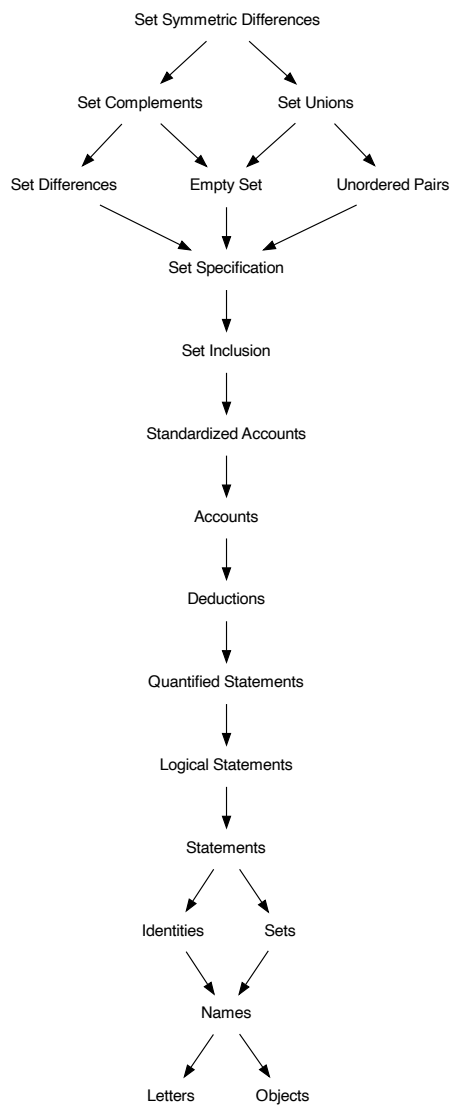 Set Symmetric Differences
Set Complements
Set Unions
Set Differences
Empty Set
Unordered Pairs
Set Specification
Set Inclusion
Standardized Accounts
Accounts
Deductions
Quantified Statements
Logical Statements
Statements
Identities
Sets
Names
Letters
Objects